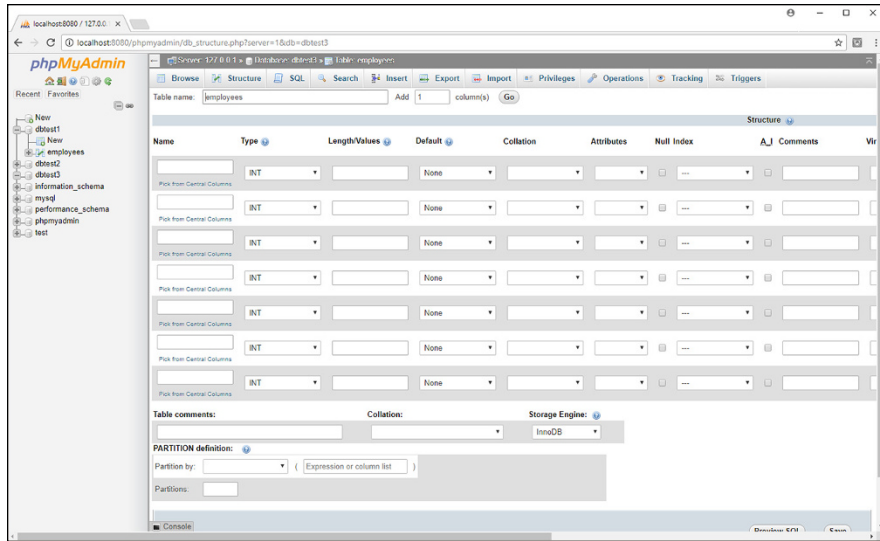 localhost:8080 / 127.0.0.1
localhost:8080/phpmyadmin/db_structure.php?server=1&db=dbtest3
phpMyAdmin
Recent Favorites
New
dbtest1
New
employees
dbtest2
dbtest3
information_schema
mysql
performance_schema
phpmyadmin
test
Server: 127.0.0.1 » Database: dbtest3 » Table: employees
Browse Structure SQL Search Insert Export Import Privileges Operations Tracking Triggers
Table name: employees Add 1 column(s) Go
Structure
Name Type Length/Values Default Collation Attributes Null Index A_I Comments Vir
INT None ---
Pick from Central Columns
INT None ---
Pick from Central Columns
INT None ---
Pick from Central Columns
INT None ---
Pick from Central Columns
INT None ---
Pick from Central Columns
INT None ---
Pick from Central Columns
INT None ---
Pick from Central Columns
Table comments: Collation: Storage Engine:
InnoDB
PARTITION definition:
Partition by: ( Expression or column list )
Partitions:
Console
Preview SQL Save